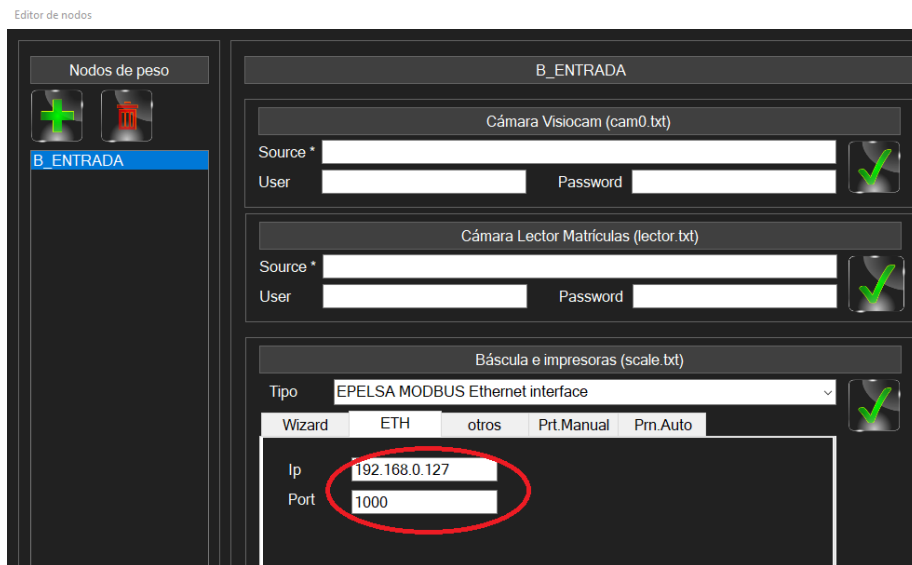 Editor de nodos
Nodos de peso
B_ENTRADA
B_ENTRADA
Cámara Visiocam (cam0.txt)
Source *
User Password
Cámara Lector Matrículas (lector.txt)
Source *
User Password
Báscula e impresoras (scale.txt)
Tipo EPELSA MODBUS Ethernet interface
Wizard ETH otros Prt.Manual Prn.Auto
Ip 192.168.0.127
Port 1000